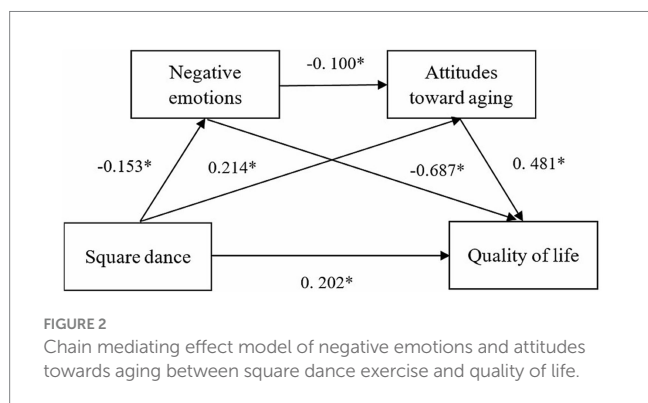 Negative
emotions
-0. 100*
Attitudes
toward aging
-0.153*
0.214*
-0.687*
0. 481*
Square dance
0. 202*
Quality of life
FIGURE 2
Chain mediating effect model of negative emotions and attitudes
towards aging between square dance exercise and quality of life.